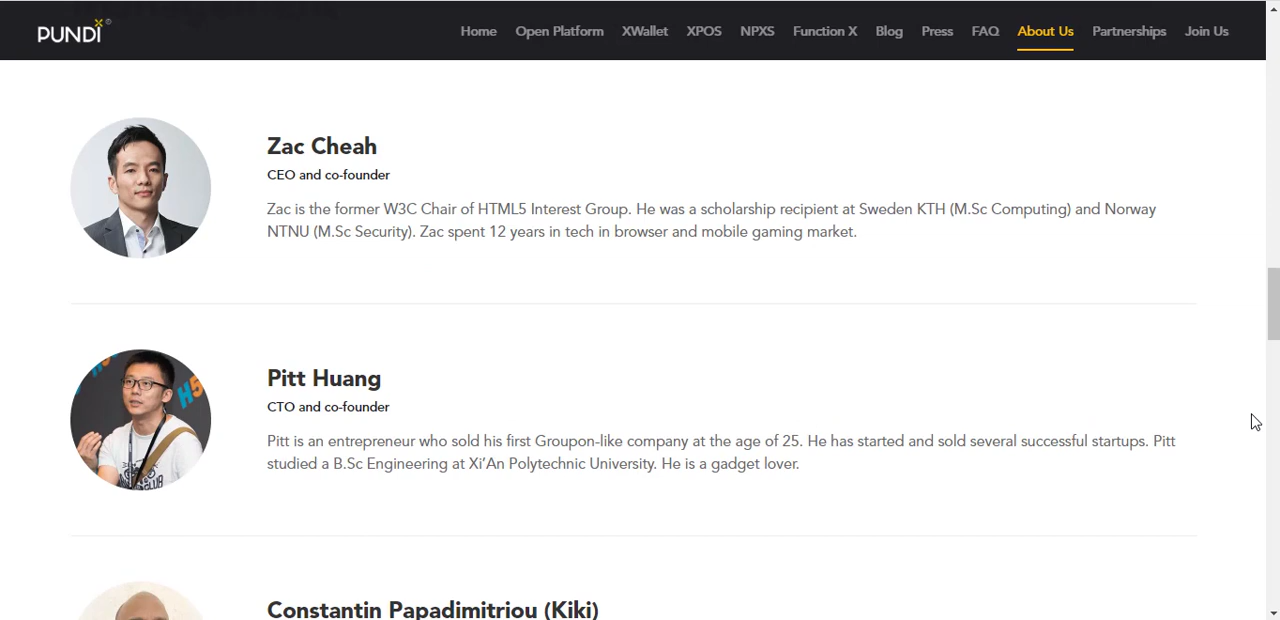 PUNDI X
Home Open Platform XWallet XPOS NPXS Function X Blog Press FAQ About Us Partnerships Join Us
Zac Cheah
CEO and co-founder
Zac is the former W3C Chair of HTML5 Interest Group. He was a scholarship recipient at Sweden KTH (M.Sc Computing) and Norway
NTNU (M.Sc Security). Zac spent 12 years in tech in browser and mobile gaming market.
H5
Pitt Huang
CTO and co-founder
Pitt is an entrepreneur who sold his first Groupon-like company at the age of 25. He has started and sold several successful startups. Pitt
studied a B.Sc Engineering at Xi’An Polytechnic University. He is a gadget lover.
Constantin Papadimitriou (Kiki)